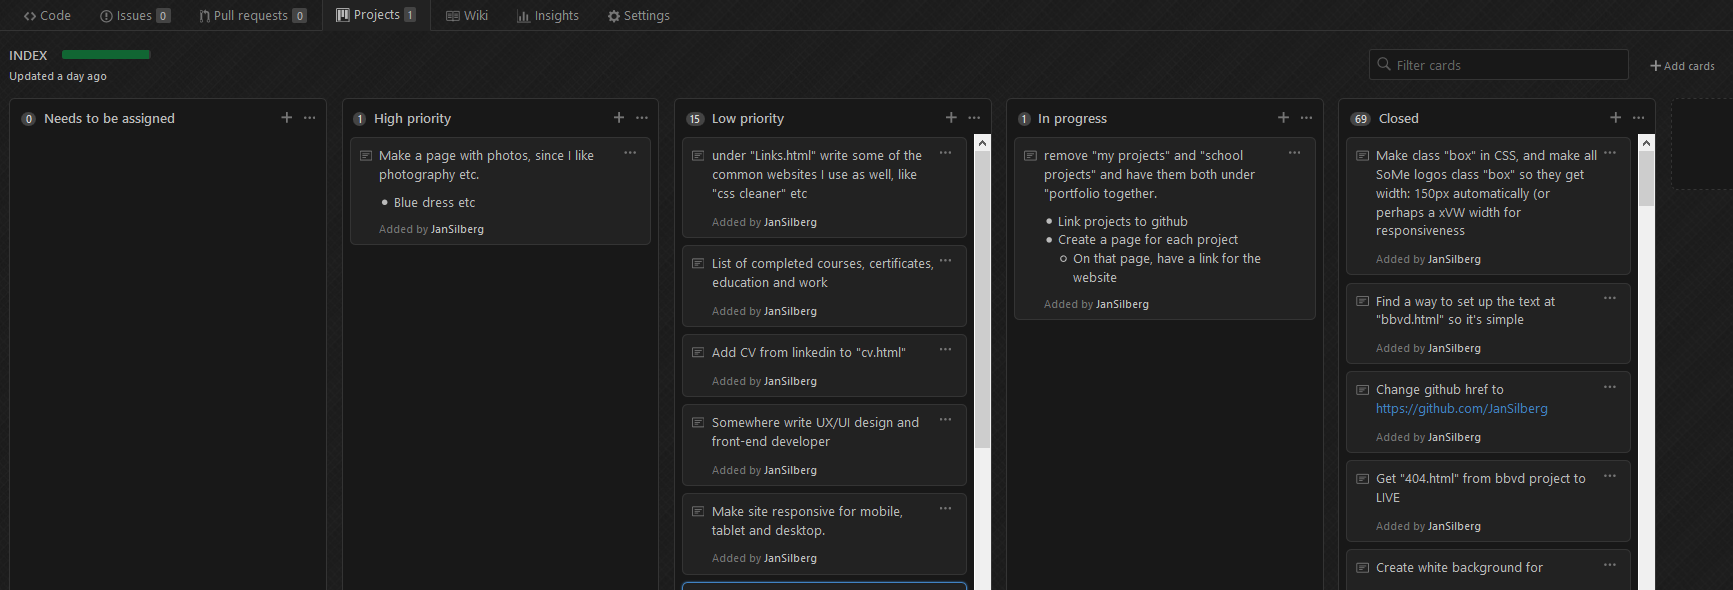 Code Issues 0 Pull requests 0 Projects 1 Wiki Insights Settings
INDEX
Updated a day ago
Filter cards
+ Add cards
0 Needs to be assigned
1 High priority
Make a page with photos, since I like
photography etc.
Blue dress etc
Added by JanSilberg
15 Low priority
under "Links.html" write some of the
common websites I use as well, like
"css cleaner" etc
Added by JanSilberg
List of completed courses, certificates,
education and work
Added by JanSilberg
Add CV from linkedin to "cv.html"
Added by JanSilberg
Somewhere write UX/UI design and
front-end developer
Added by JanSilberg
Make site responsive for mobile,
tablet and desktop.
Added by JanSilberg
1 In progress
remove "my projects" and "school
projects" and have them both under
"portfolio together.
Link projects to github
Create a page for each project
On that page, have a link for the
website
Added by JanSilberg
69 Closed
Make class "box" in CSS, and make all
SoMe logos class "box" so they get
width: 150px automatically (or
perhaps a xVW width for
responsiveness
Added by JanSilberg
Find a way to set up the text at
"bbvd.html" so it's simple
Added by JanSilberg
Change github href to
https://github.com/JanSilberg
Added by JanSilberg
Get "404.html" from bbvd project to
LIVE
Added by JanSilberg
Create white background for